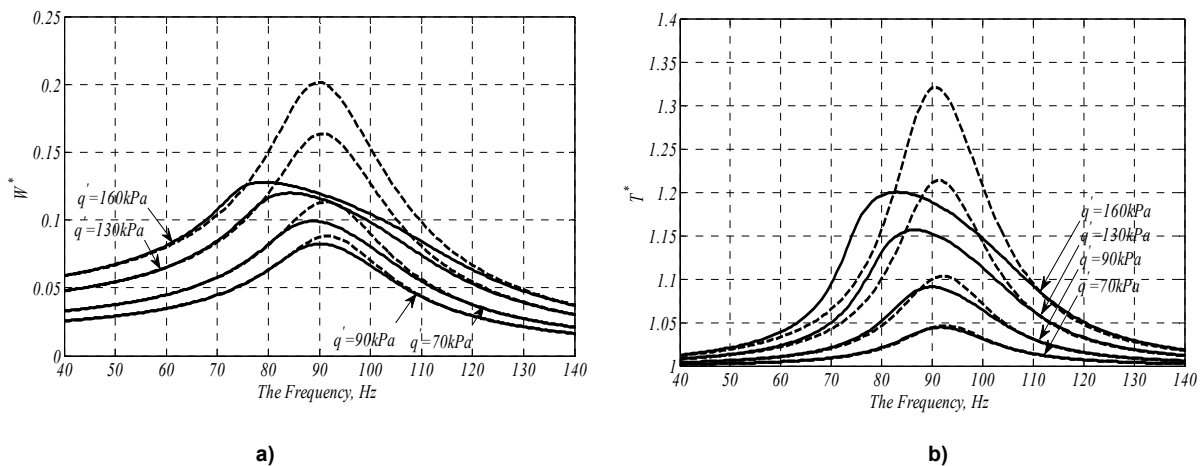 0.25
0.2
0.15
0.1
0.05
0
W*
q'=160kPa
q'=130kPa
q'=90kPa
q'=70kPa
40 50 60 70 80 90 100 110 120 130 140
The Frequency, Hz
a)
1.4
1.35
1.3
1.25
1.2
1.15
1.1
1.05
1
T*
q'=160kPa
q'=130kPa
q'=90kPa
q'=70kPa
40 50 60 70 80 90 100 110 120 130 140
The Frequency, Hz
b)